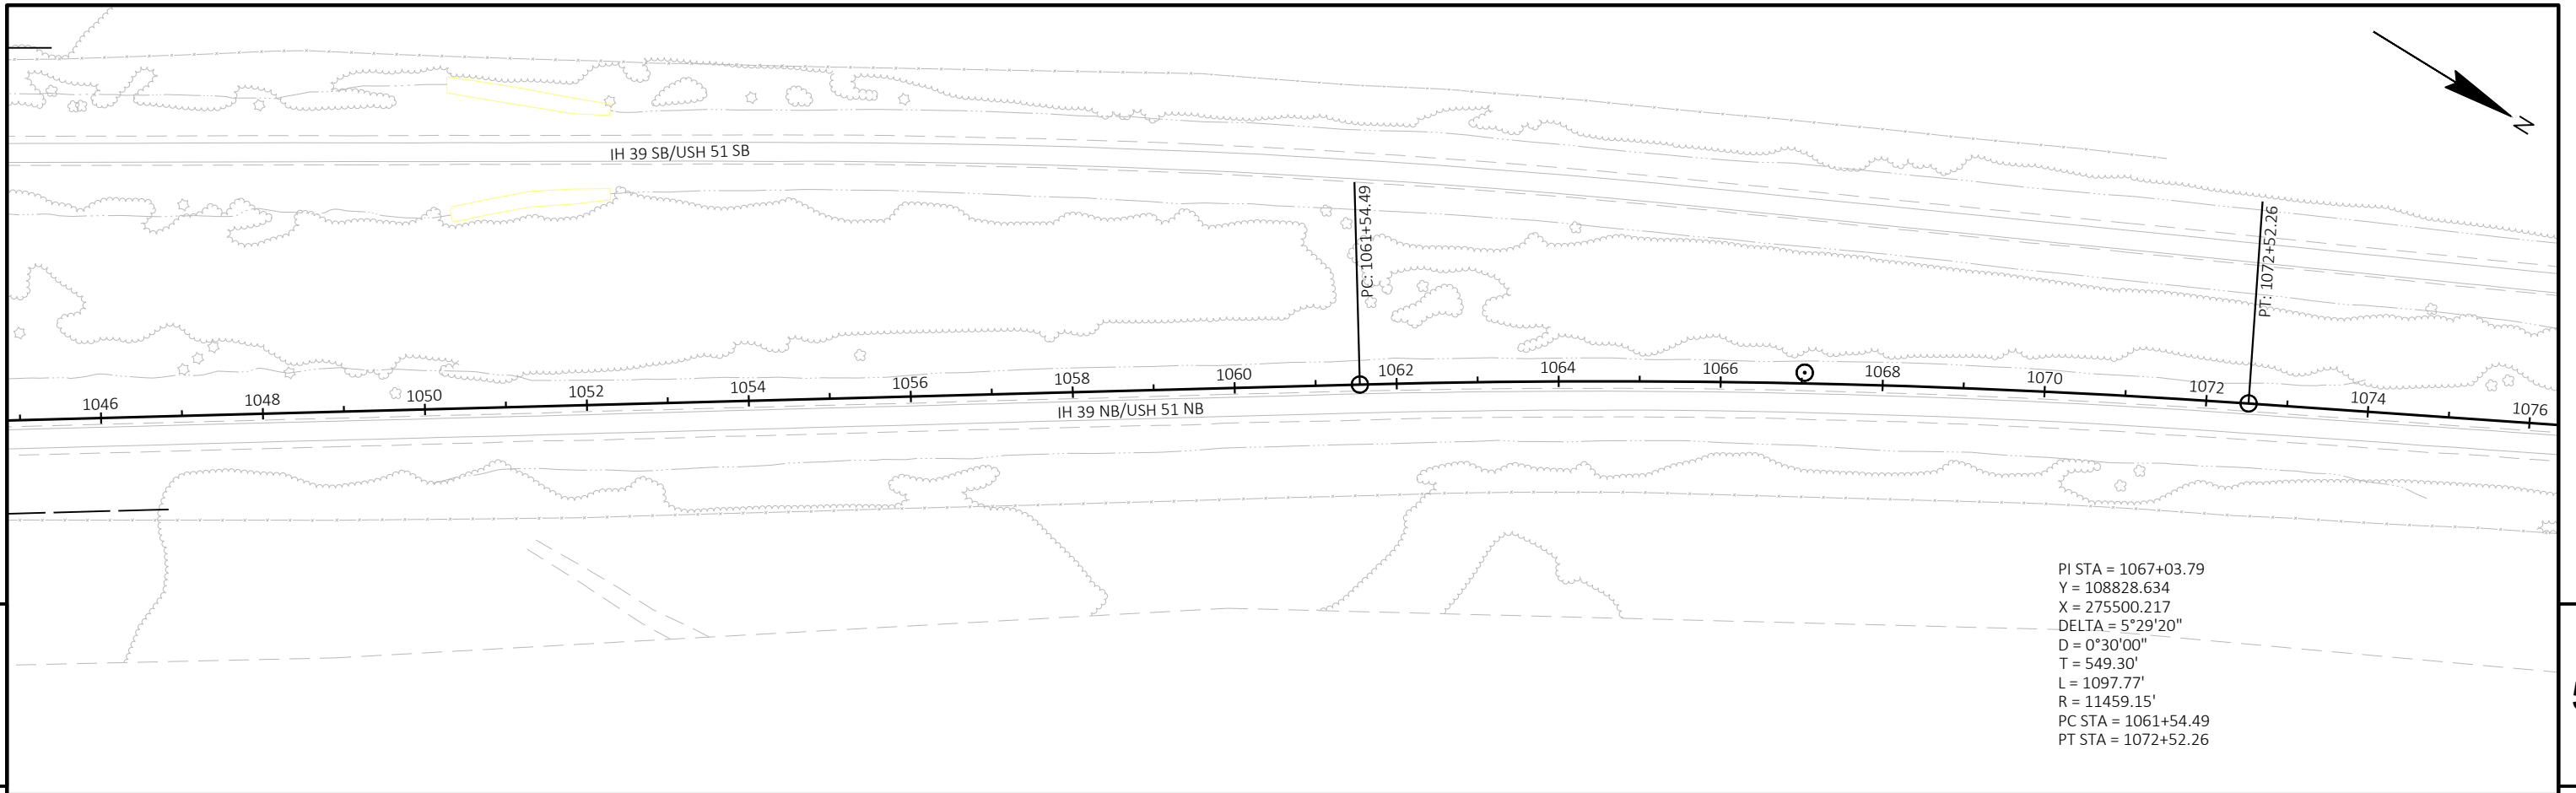 N
IH 39 SB/USH 51 SB
PC: 1061+54.49
PT: 1072+52.26
1046
1048
1050
1052
1054
1056
1058
1060
1062
1064
1066
1068
1070
1072
1074
1076
IH 39 NB/USH 51 NB
PI STA = 1067+03.79
Y = 108828.634
X = 275500.217
DELTA = 5°29'20"
D = 0°30'00"
T = 549.30'
L = 1097.77'
R = 11459.15'
PC STA = 1061+54.49
PT STA = 1072+52.26